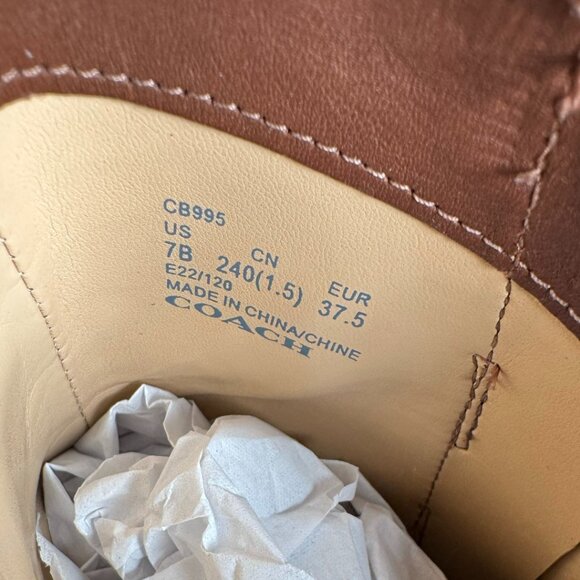 CB995
US CN EUR
7B 240(1.5) 37.5
E22/120
MADE IN CHINA/CHINE
COACH